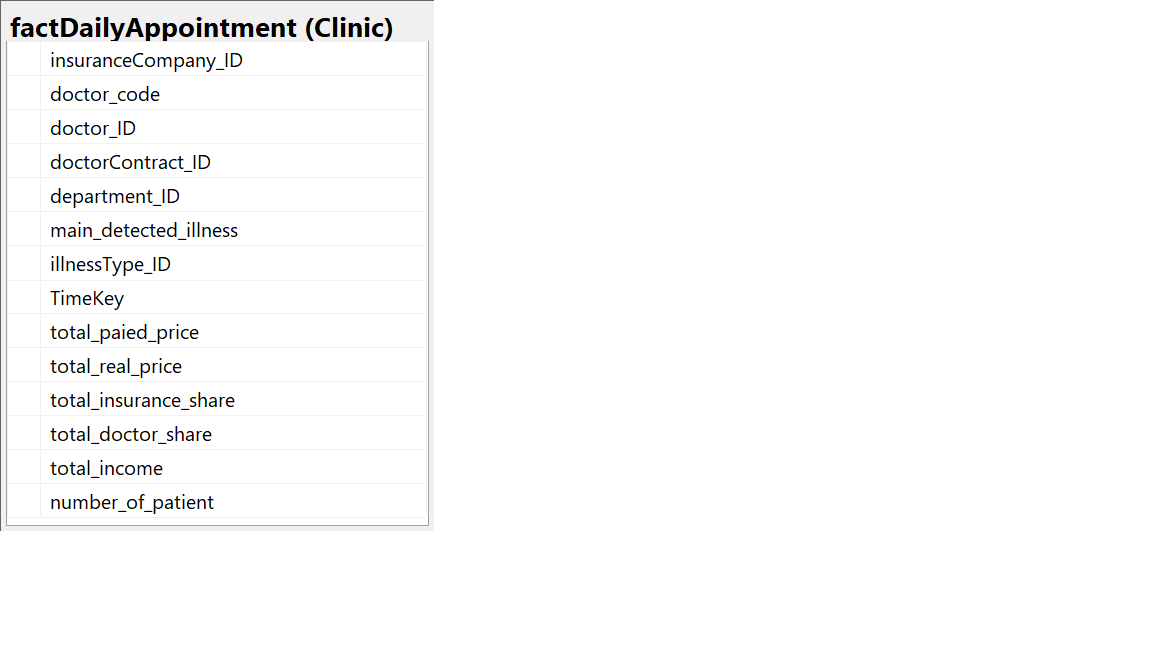 factDailyAppointment (Clinic)
insuranceCompany_ID
doctor_code
doctor_ID
doctorContract_ID
department_ID
main_detected_illness
illnessType_ID
TimeKey
total_paied_price
total_real_price
total_insurance_share
total_doctor_share
total_income
number_of_patient